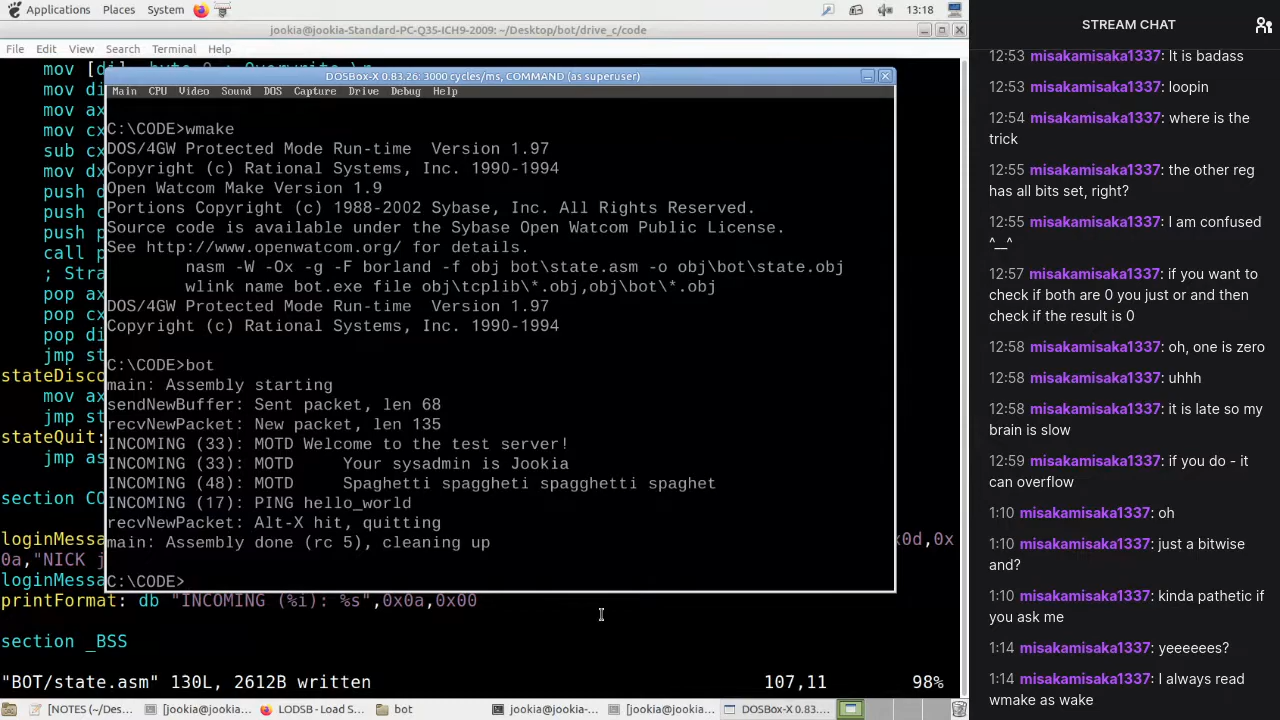 Applications Places System 13:18
jookia@jookia-Standard-PC-Q35-ICH9-2009: ~/Desktop/bot/drive_c/code
File Edit View Search Terminal Help
DOSBox-X 0.83.26: 3000 cycles/ms, COMMAND (as superuser)
Main CPU Video Sound DOS Capture Drive Debug Help
C:\CODE>wmake
DOS/4GW Protected Mode Run-time  Version 1.97
Copyright (c) Rational Systems, Inc. 1990-1994
Open Watcom Make Version 1.9
Portions Copyright (c) 1988-2002 Sybase, Inc. All Rights Reserved.
Source code is available under the Sybase Open Watcom Public License.
See http://www.openwatcom.org/ for details.
nasm -W -Ox -g -F borland -f obj bot\state.asm -o obj\bot\state.obj
wlink name bot.exe file obj\tcplib\*.obj,obj\bot\*.obj
DOS/4GW Protected Mode Run-time  Version 1.97
Copyright (c) Rational Systems, Inc. 1990-1994
C:\CODE>bot
main: Assembly starting
sendNewBuffer: Sent packet, len 68
recvNewPacket: New packet, len 135
INCOMING (33): MOTD Welcome to the test server!
INCOMING (33): MOTD     Your sysadmin is Jookia
INCOMING (48): MOTD     Spaghetti spaggheti spagghetti spaghet
INCOMING (17): PING hello_world
recvNewPacket: Alt-X hit, quitting
main: Assembly done (rc 5), cleaning up
C:\CODE>
mov
mov di
mov ax
mov cx
sub cx
mov dx
push d
push c
push p
call p
; Stra
pop ax
pop cx
pop di
jmp st
stateDisco
mov ax
jmp st
stateQuit:
jmp as
section CO
loginMessa x0d,0x
0a,"NICK j
loginMessa
printFormat: db "INCOMING (%i): %s",0x0a,0x00
section _BSS
"BOT/state.asm" 130L, 2612B written 107,11 98%
[NOTES (~/Des... [jookia@jookia... LODSB - Load S... bot jookia@jookia-... [jookia@jookia... DOSBox-X 0.83....
STREAM CHAT
12:53 misakamisaka1337: It is badass
12:53 misakamisaka1337: loopin
12:54 misakamisaka1337: where is the
trick
12:55 misakamisaka1337: the other reg
has all bits set, right?
12:55 misakamisaka1337: I am confused
^__^
12:57 misakamisaka1337: if you want to
check if both are 0 you just or and then
check if the result is 0
12:58 misakamisaka1337: oh, one is zero
12:58 misakamisaka1337: uhhh
12:58 misakamisaka1337: it is late so my
brain is slow
12:59 misakamisaka1337: if you do - it
can overflow
1:10 misakamisaka1337: oh
1:10 misakamisaka1337: just a bitwise
and?
1:10 misakamisaka1337: kinda pathetic if
you ask me
1:14 misakamisaka1337: yeeeeees?
1:14 misakamisaka1337: I always read
wmake as wake